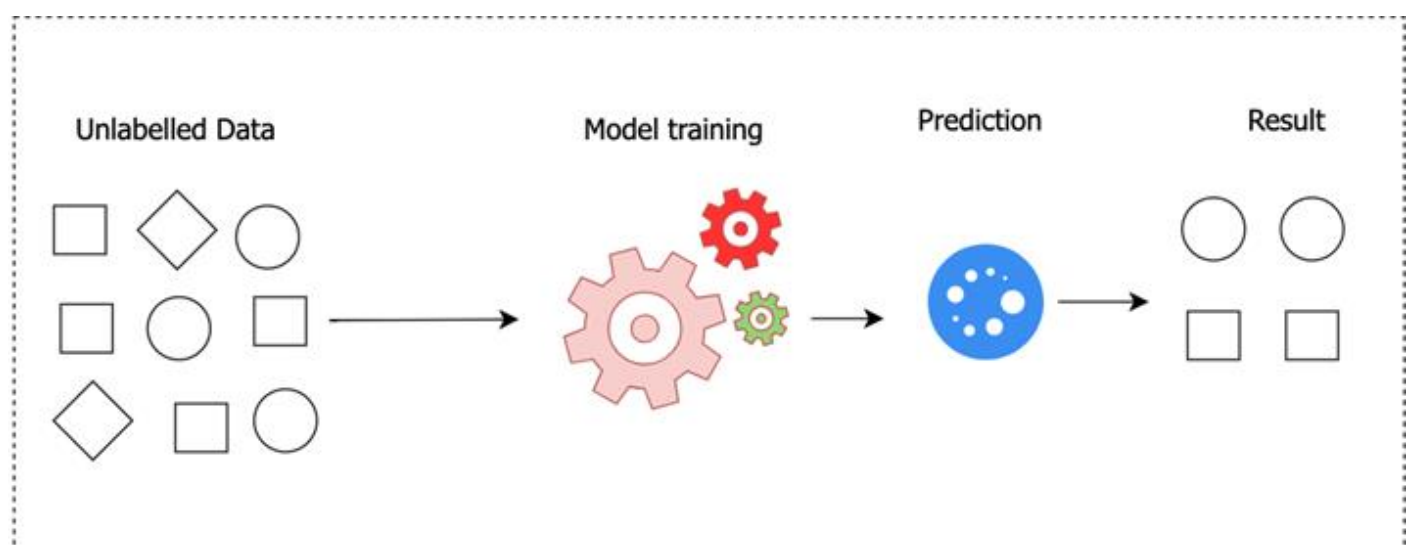 Unlabelled Data
Model training
Prediction
Result